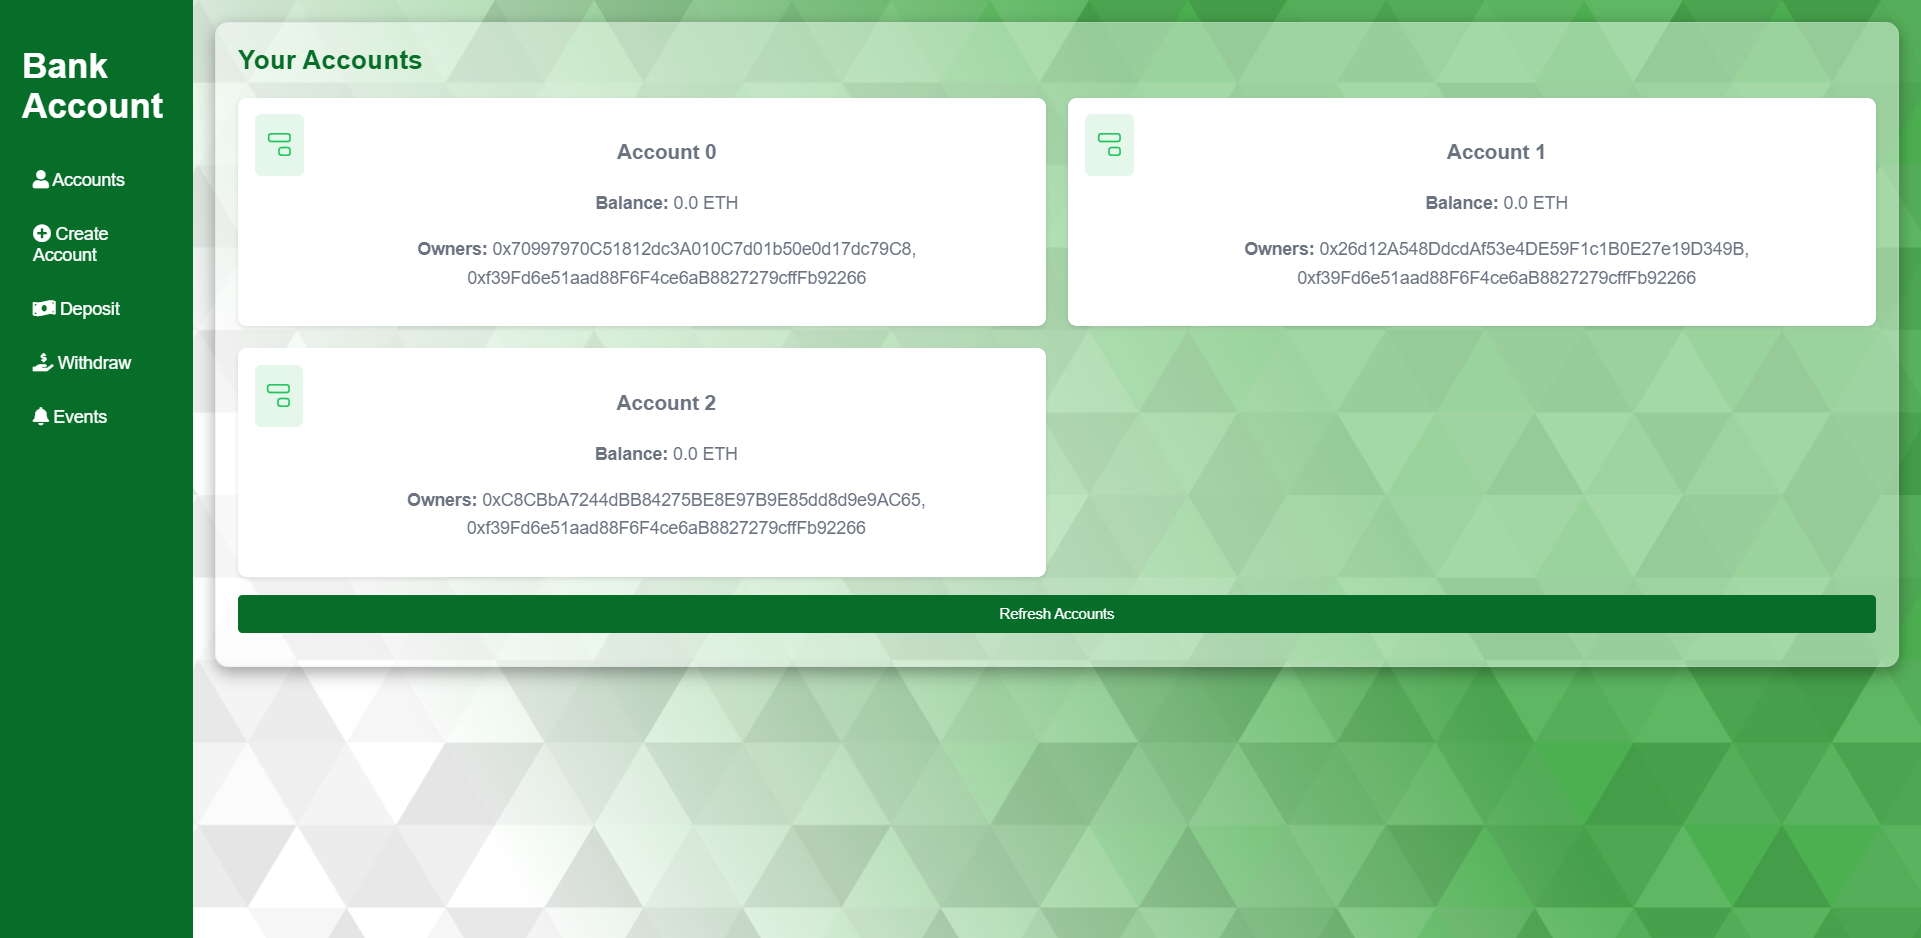 Bank
Account
Accounts
Create
Account
Deposit
Withdraw
Events
Your Accounts
Account 0
Balance: 0.0 ETH
Owners: 0x70997970C51812dc3A010C7d01b50e0d17dc79C8,
0xf39Fd6e51aad88F6F4ce6aB8827279cffFb92266
Account 1
Balance: 0.0 ETH
Owners: 0x26d12A548DdcdAf53e4DE59F1c1B0E27e19D349B,
0xf39Fd6e51aad88F6F4ce6aB8827279cffFb92266
Account 2
Balance: 0.0 ETH
Owners: 0xC8CBbA7244dBB84275BE8E97B9E85dd8d9e9AC65,
0xf39Fd6e51aad88F6F4ce6aB8827279cffFb92266
Refresh Accounts